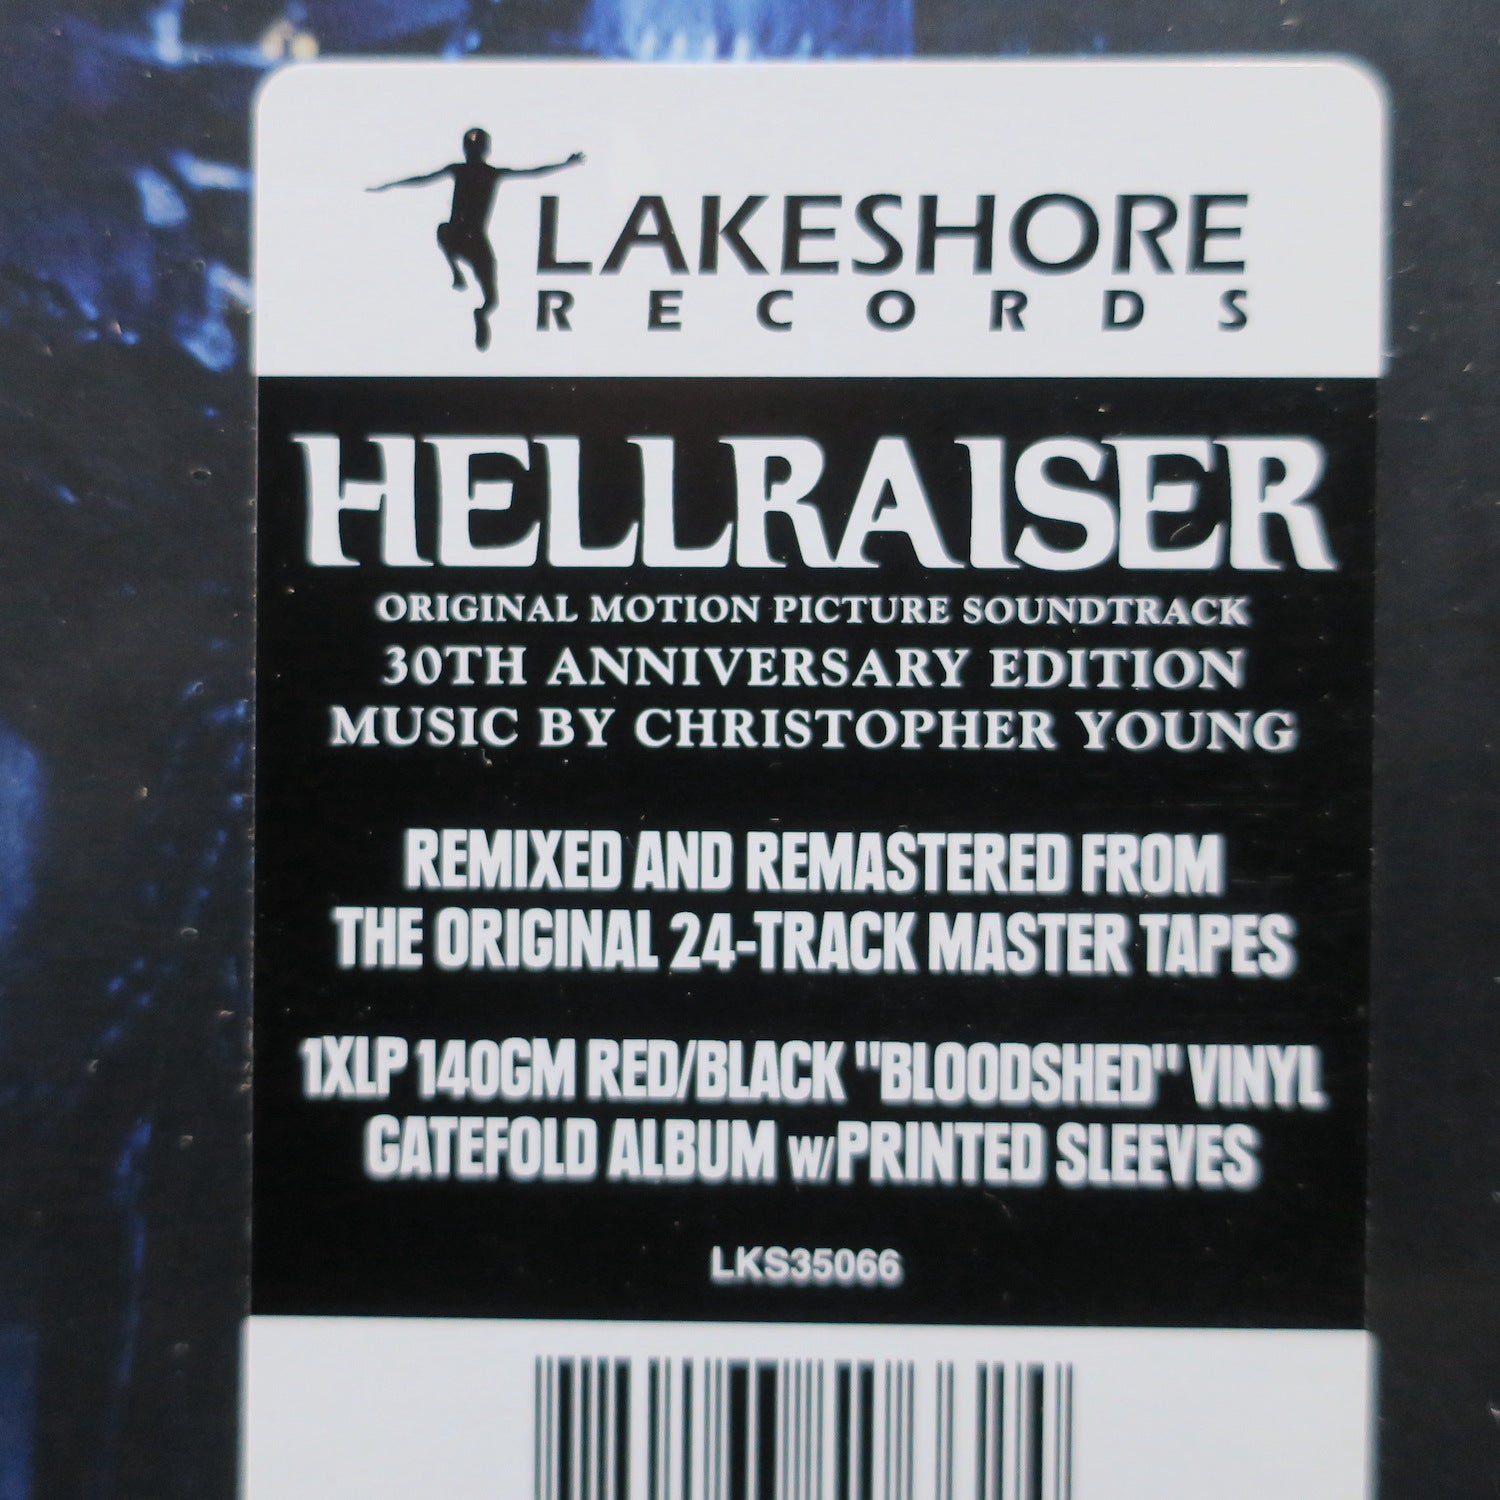 LAKESHORE
RECORDS
HELLRAISER
ORIGINAL MOTION PICTURE SOUNDTRACK
30TH ANNIVERSARY EDITION
MUSIC BY CHRISTOPHER YOUNG
REMIXED AND REMASTERED FROM
THE ORIGINAL 24-TRACK MASTER TAPES
1XLP 140GM RED/BLACK "BLOODSHED" VINYL
GATEFOLD ALBUM w/PRINTED SLEEVES
LKS35066